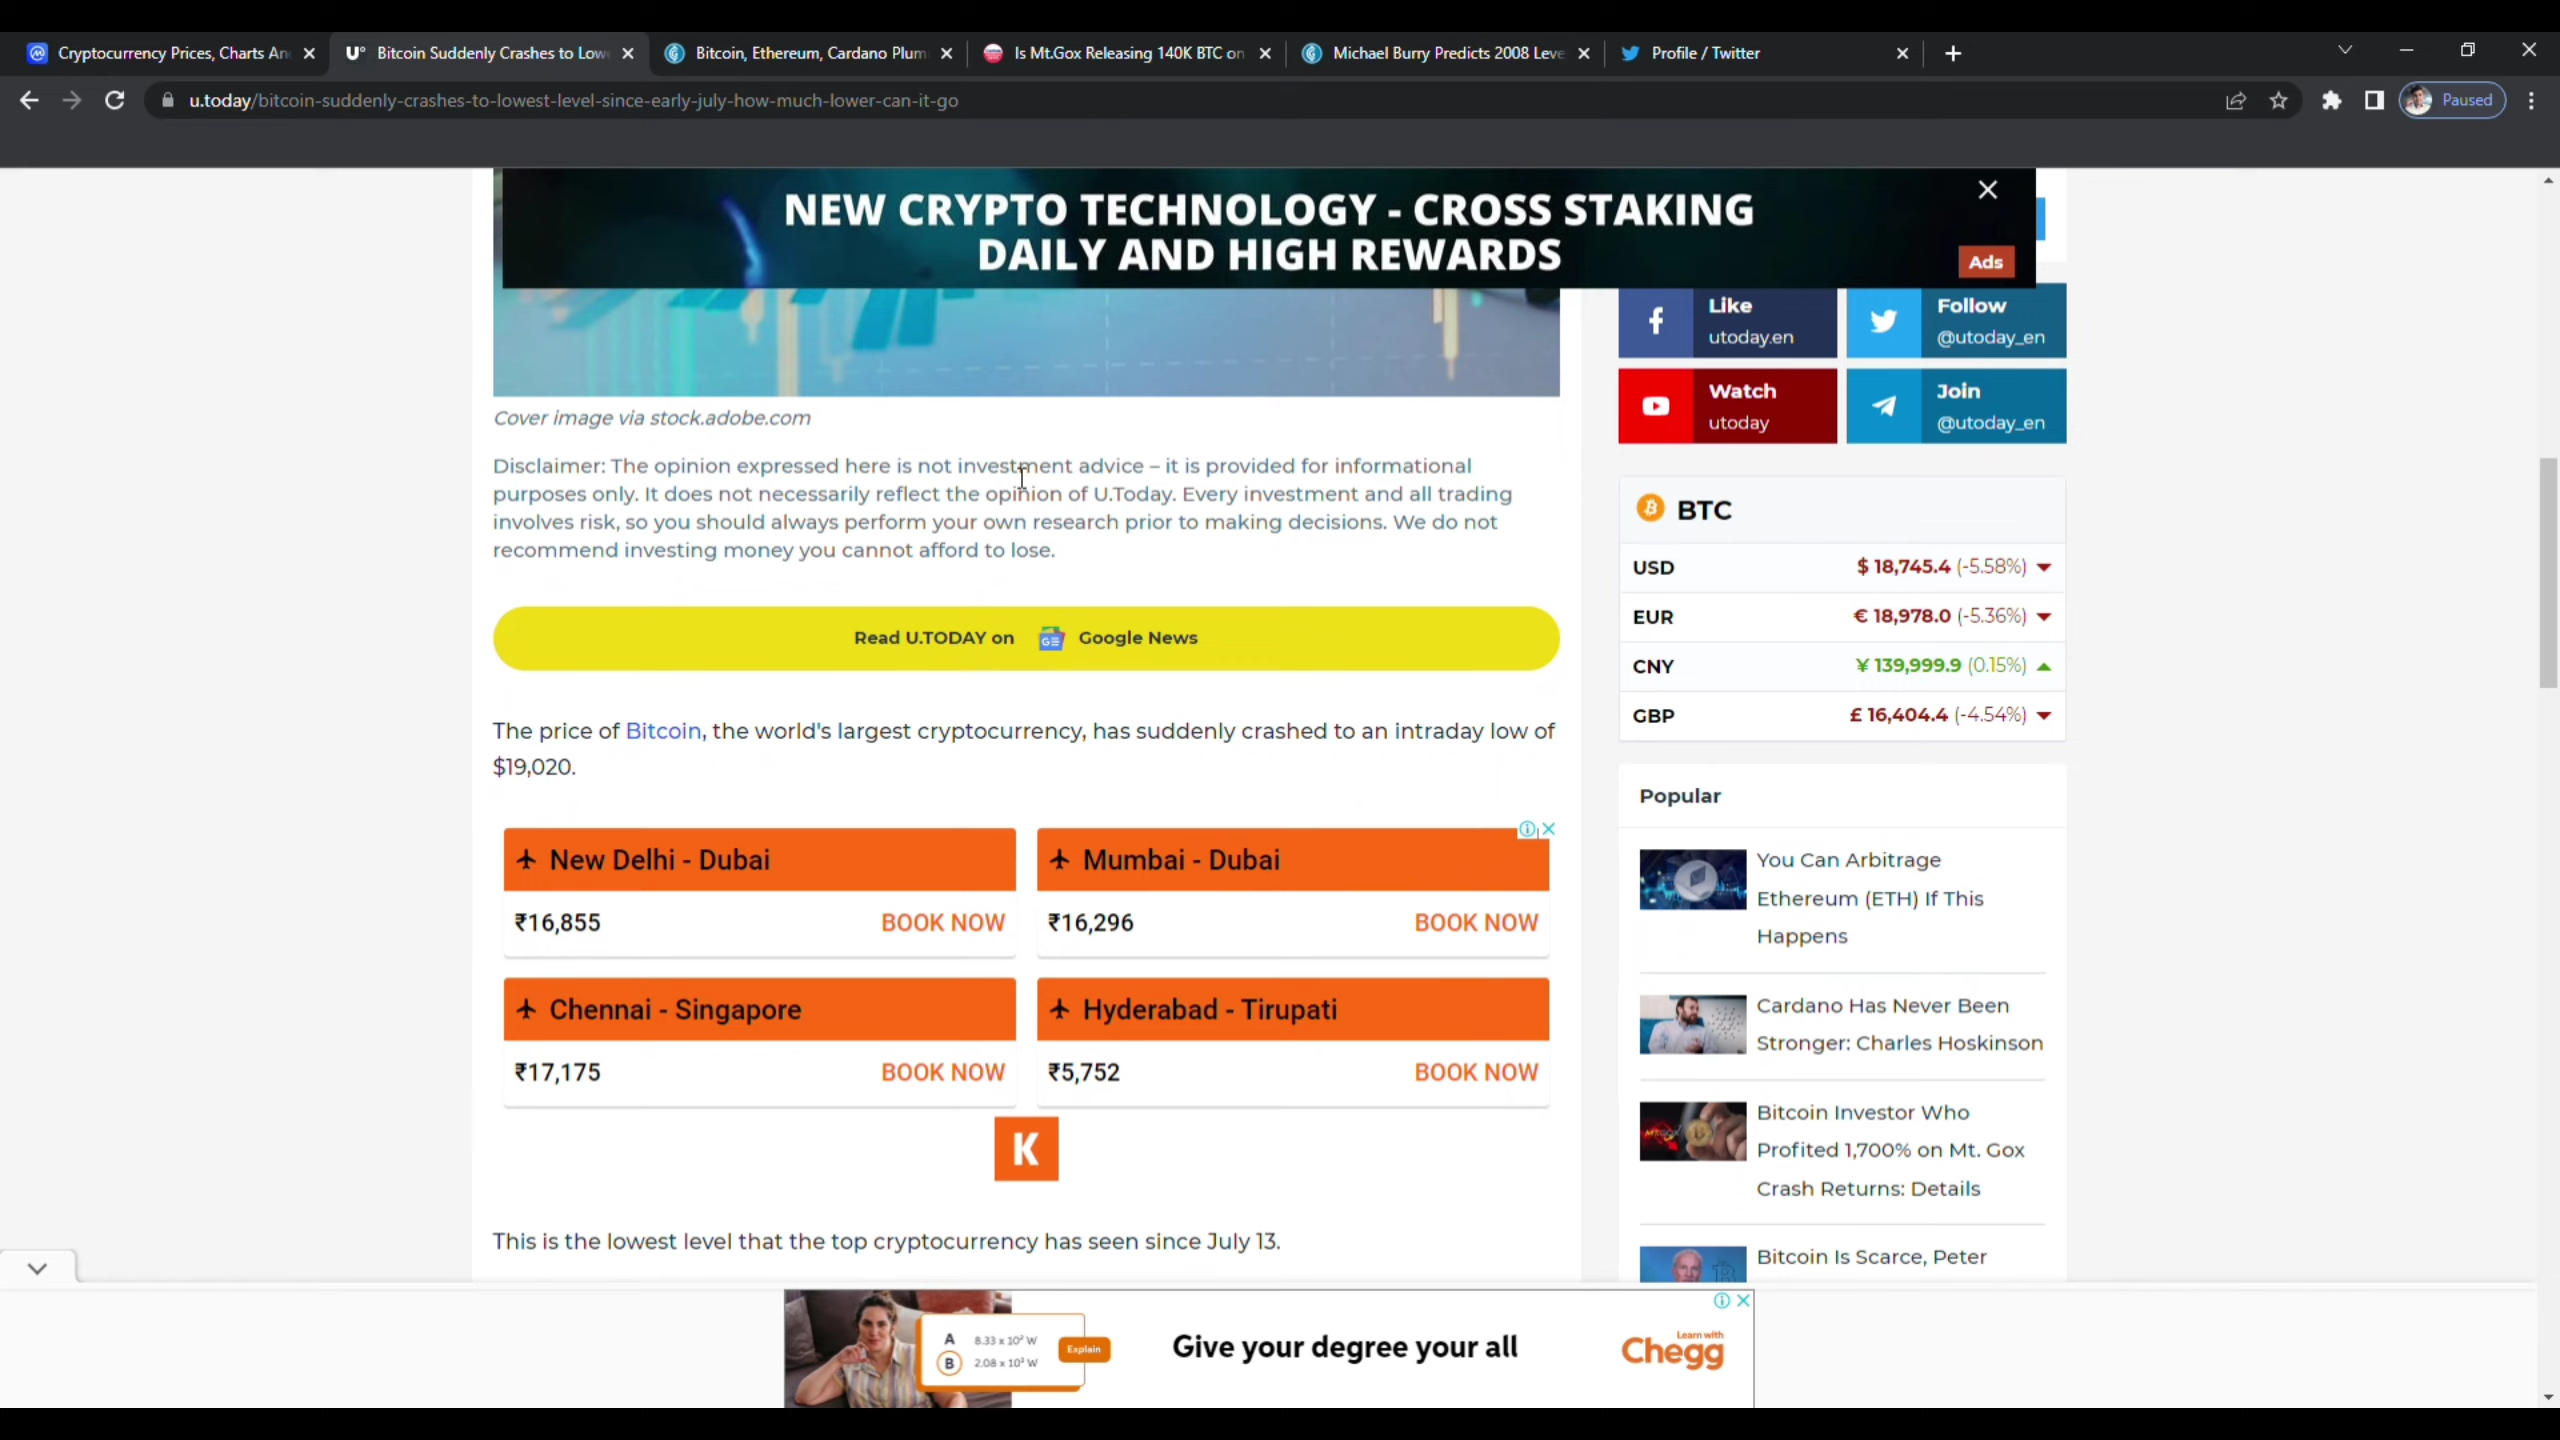 Cryptocurrency Prices, Charts An
Bitcoin Suddenly Crashes to Low
Bitcoin, Ethereum, Cardano Plum
Is Mt.Gox Releasing 140K BTC on
Michael Burry Predicts 2008 Leve
Profile / Twitter
u.today/bitcoin-suddenly-crashes-to-lowest-level-since-early-july-how-much-lower-can-it-go
Paused
NEW CRYPTO TECHNOLOGY - CROSS STAKING
DAILY AND HIGH REWARDS
Ads
Like
utoday.en
Follow
@utoday_en
Watch
utoday
Join
@utoday_en
Cover image via stock.adobe.com
Disclaimer: The opinion expressed here is not investment advice – it is provided for informational
purposes only. It does not necessarily reflect the opinion of U.Today. Every investment and all trading
involves risk, so you should always perform your own research prior to making decisions. We do not
recommend investing money you cannot afford to lose.
Read U.TODAY on GE Google News
The price of Bitcoin, the world's largest cryptocurrency, has suddenly crashed to an intraday low of
$19,020.
New Delhi - Dubai
₹16,855 BOOK NOW
Mumbai - Dubai
₹16,296 BOOK NOW
Chennai - Singapore
₹17,175 BOOK NOW
Hyderabad - Tirupati
₹5,752 BOOK NOW
K
This is the lowest level that the top cryptocurrency has seen since July 13.
BTC
USD $ 18,745.4 (-5.58%)
EUR € 18,978.0 (-5.36%)
CNY ¥ 139,999.9 (0.15%)
GBP £ 16,404.4 (-4.54%)
Popular
You Can Arbitrage
Ethereum (ETH) If This
Happens
Cardano Has Never Been
Stronger: Charles Hoskinson
Bitcoin Investor Who
Profited 1,700% on Mt. Gox
Crash Returns: Details
Bitcoin Is Scarce, Peter
A 8.33 x 10² W
B 2.08 x 10³ W
Explain
Give your degree your all
Learn with
Chegg